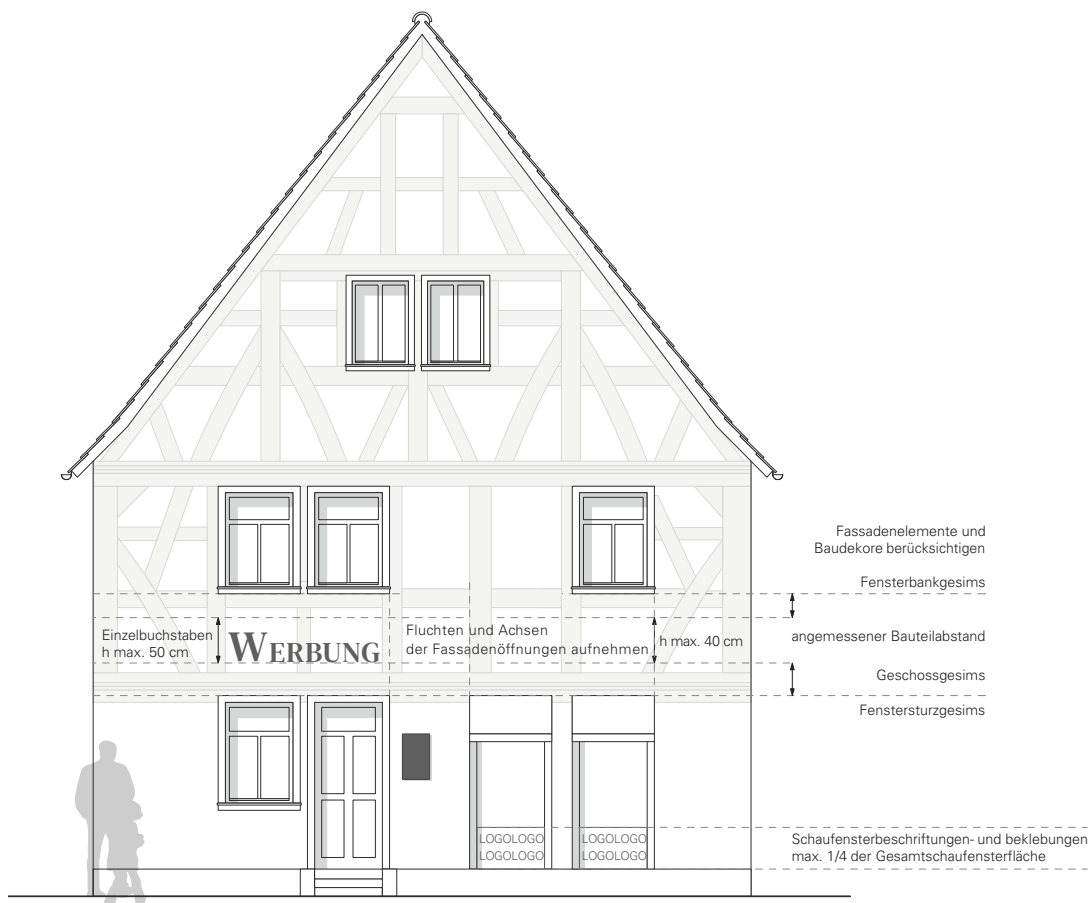 Fassadenelemente und
Baudekore berücksichtigen
Fensterbankgesims
Einzelbuchstaben
h max. 50 cm
WERBUNG
Fluchten und Achsen
der Fassadenöffnungen aufnehmen
h max. 40 cm
angemessener Bauteilabstand
Geschossgesims
Fenstersturzgesims
LOGOLOGO
LOGOLOGO
LOGOLOGO
LOGOLOGO
Schaufensterbeschriftungen- und beklebungen
max. 1/4 der Gesamtschaufensterfläche